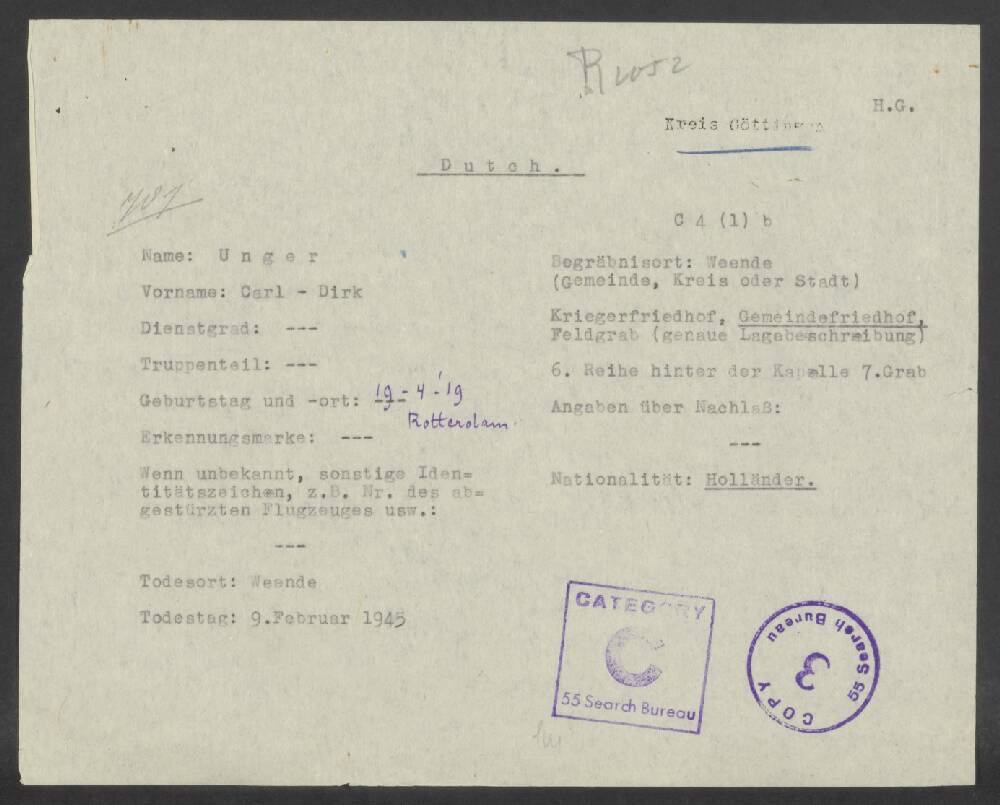 R 1052
H.G.
Kreis Göttingen
Dutch.
C 4 (1) b
Name: Unger
Vorname: Carl - Dirk
Dienstgrad: ---
Truppenteil: ---
Geburtstag und -ort: 19 - 4 - 19
Rotterdam.
Erkennungsmarke: ---
Wenn unbekannt, sonstige Iden=
titätszeichen, z.B. Nr. des ab=
gestürzten Flugzeuges usw.:
---
Todesort: Weende
Todestag: 9.Februar 1945
Begräbnisort: Weende
(Gemeinde, Kreis oder Stadt)
Kriegerfriedhof, Gemeindefriedhof,
Feldgrab (genaue Lagebeschreibung)
6. Reihe hinter der Kapelle 7.Grab
Angaben über Nachlaß:
---
Nationalität: Holländer.
CATEGORY
C
55 Search Bureau
COPY
3
55 Search Bureau